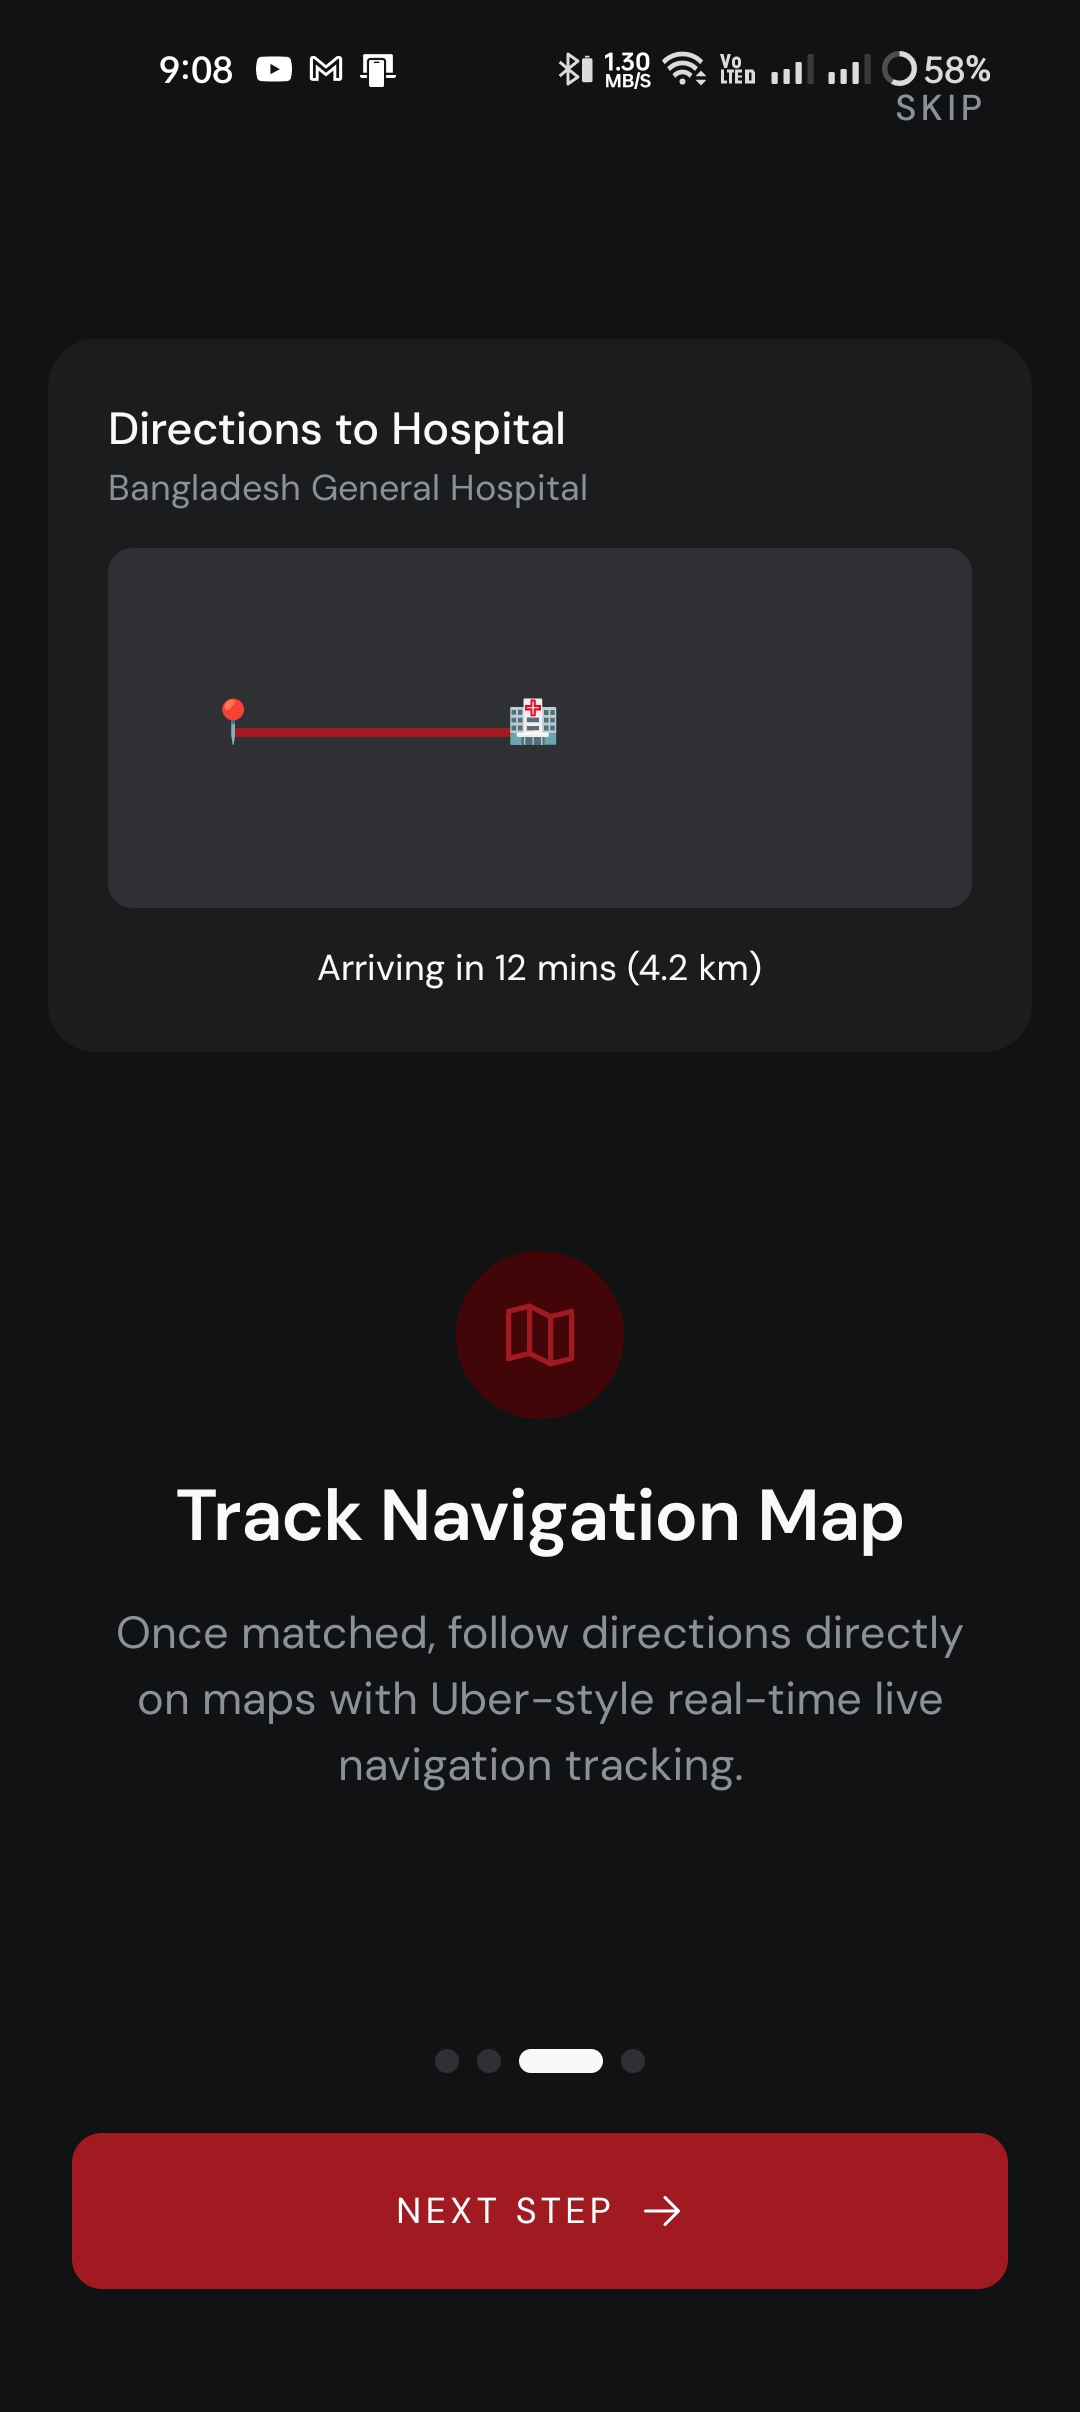 9:08
1.30
MB/S
Vo
LTED
58%
SKIP
Directions to Hospital
Bangladesh General Hospital
Arriving in 12 mins (4.2 km)
Track Navigation Map
Once matched, follow directions directly
on maps with Uber-style real-time live
navigation tracking.
NEXT STEP →